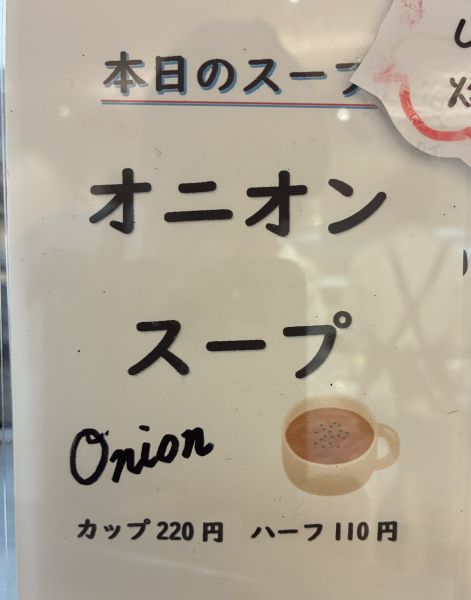 本日のスープ
オニオン
スープ
Onion
カップ 220 円 ハーフ 110 円